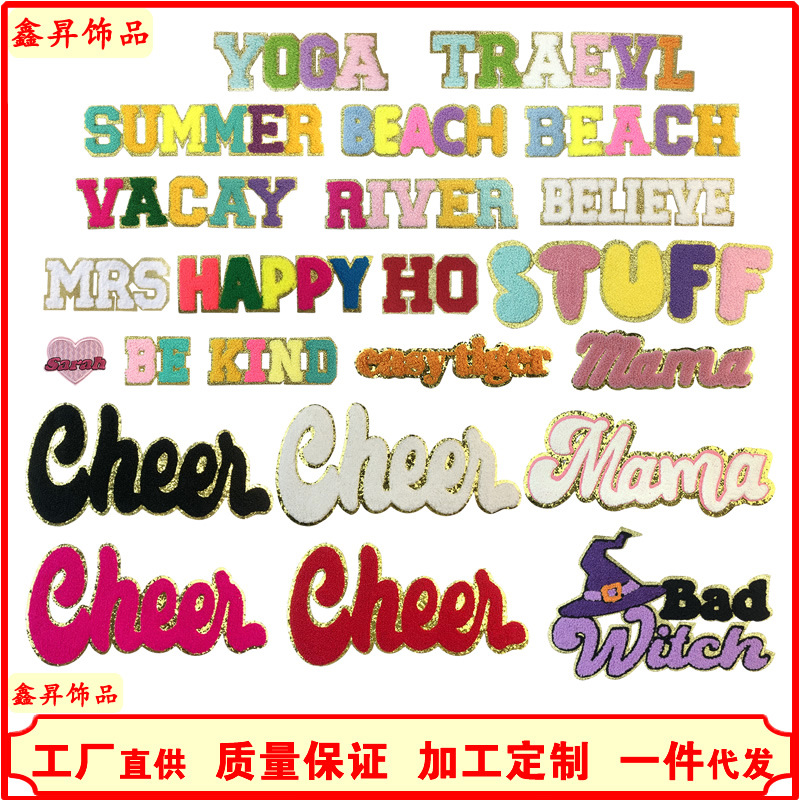 鑫昇饰品
YOGA TRAEVL
SUMMER BEACH BEACH
VACAY RIVER BELIEVE
MRS HAPPY HO STUFF
Sarah BE KIND easy tiger Mama
Cheer Cheer Mama
Cheer Cheer Bad
Witch
鑫昇饰品
工厂直供 质量保证 加工定制 一件代发